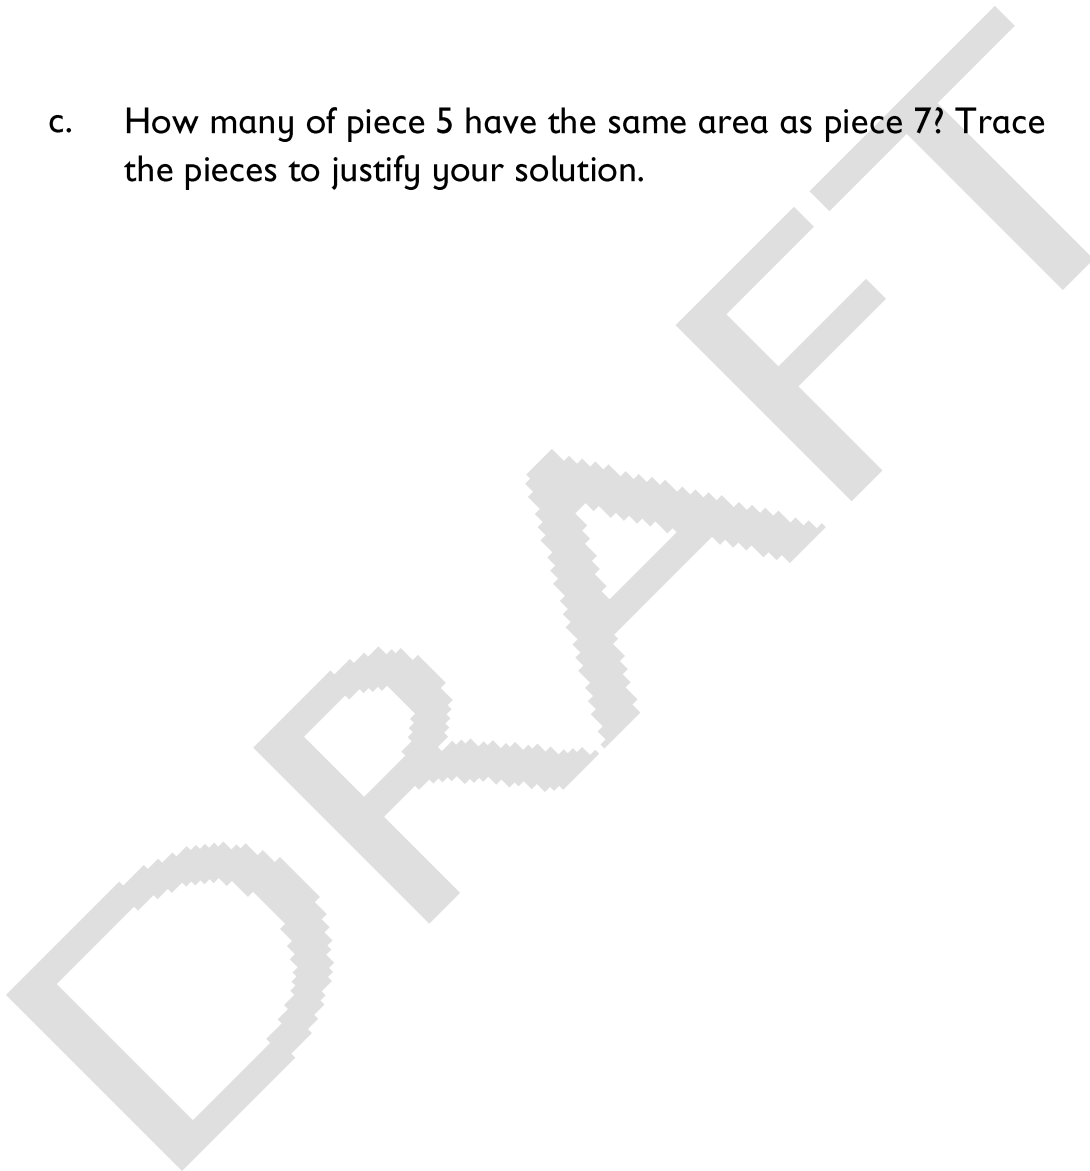 c. How many of piece 5 have the same area as piece 7? Trace
the pieces to justify your solution.
DRAFT